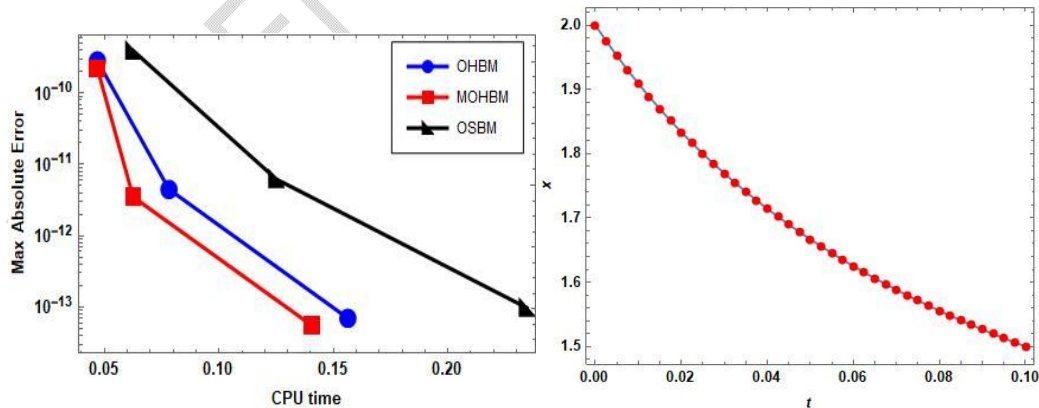 Max Absolute Error
10⁻¹⁰
10⁻¹¹
10⁻¹²
10⁻¹³
OHBM
MOHBM
OSBM
0.05 0.10 0.15 0.20
CPU time
x
2.0
1.9
1.8
1.7
1.6
1.5
0.00 0.02 0.04 0.06 0.08 0.10
t